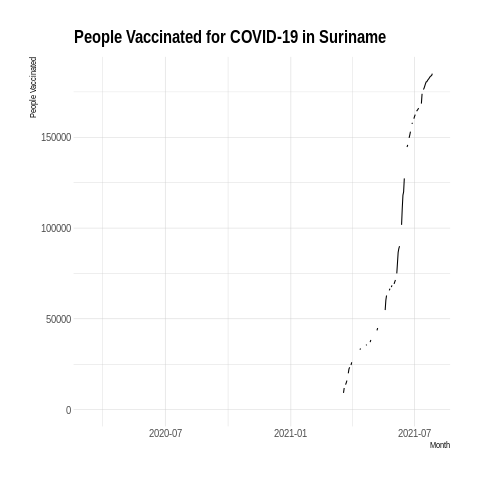 People Vaccinated for COVID-19 in Suriname
People Vaccinated
150000
100000
50000
0
2020-07 2021-01 2021-07
Month